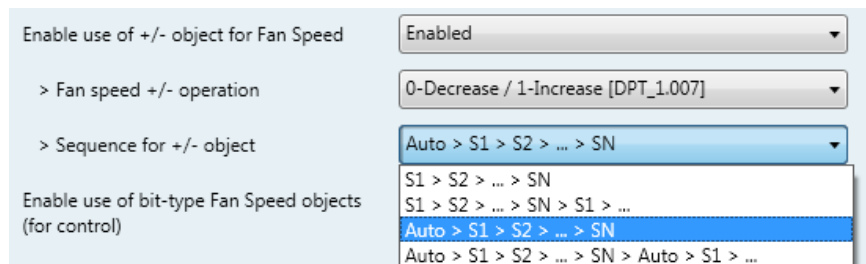 Enable use of +/- object for Fan Speed Enabled
> Fan speed +/- operation 0-Decrease / 1-Increase [DPT_1.007]
> Sequence for +/- object Auto > S1 > S2 > ... > SN
S1 > S2 > ... > SN
Enable use of bit-type Fan Speed objects S1 > S2 > ... > SN > S1 > ...
(for control) Auto > S1 > S2 > ... > SN
Auto > S1 > S2 > ... > SN > Auto > S1 > ...